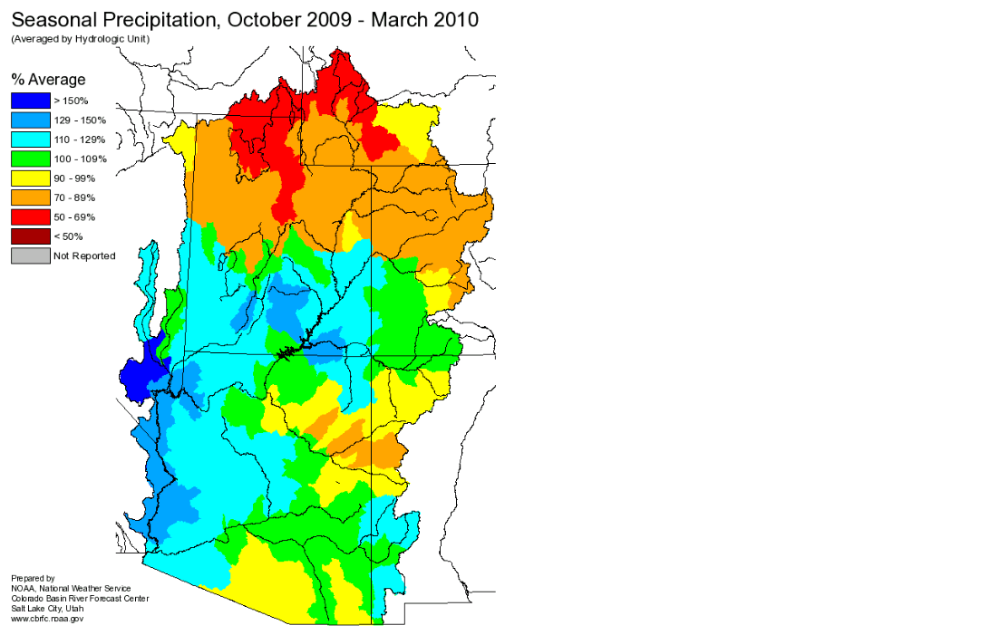 Seasonal Precipitation, October 2009 - March 2010
(Averaged by Hydrologic Unit)
% Average
> 150%
129 - 150%
110 - 129%
100 - 109%
90 - 99%
70 - 89%
50 - 69%
< 50%
Not Reported
Prepared by
NOAA, National Weather Service
Colorado Basin River Forecast Center
Salt Lake City, Utah
www.cbrfc.noaa.gov